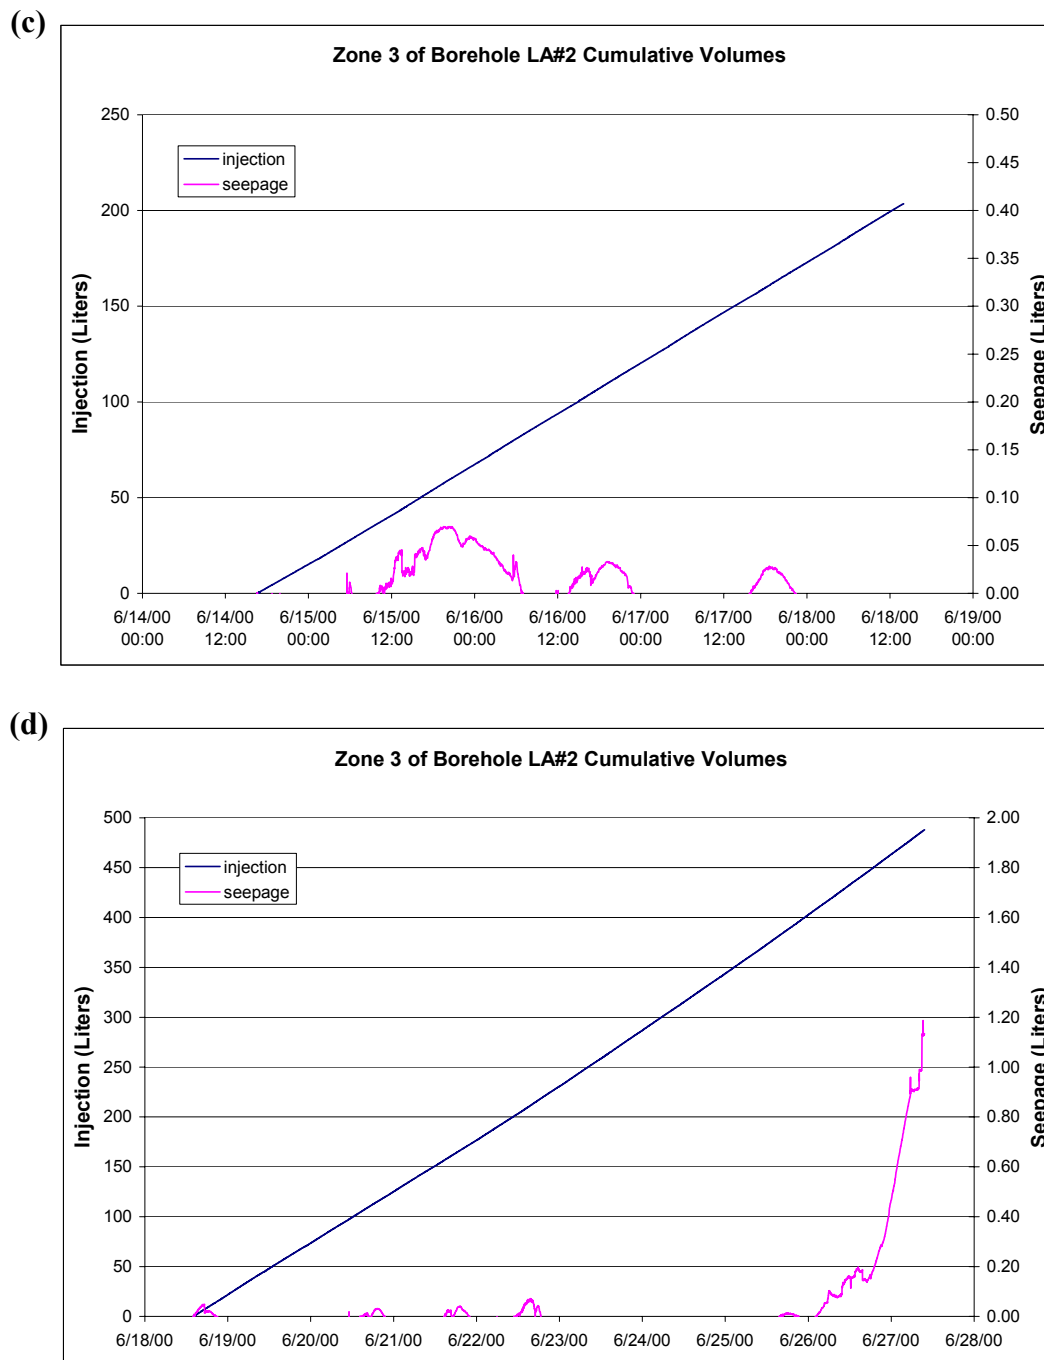 (c)
Zone 3 of Borehole LA#2 Cumulative Volumes
250
200
150
100
50
0
Injection (Liters)
injection
seepage
0.50
0.45
0.40
0.35
0.30
0.25
0.20
0.15
0.10
0.05
0.00
Seepage (Liters)
6/14/00 6/14/00 6/15/00 6/15/00 6/16/00 6/16/00 6/17/00 6/17/00 6/18/00 6/18/00 6/19/00
00:00 12:00 00:00 12:00 00:00 12:00 00:00 12:00 00:00 12:00 00:00
(d)
Zone 3 of Borehole LA#2 Cumulative Volumes
500
450
400
350
300
250
200
150
100
50
0
Injection (Liters)
injection
seepage
2.00
1.80
1.60
1.40
1.20
1.00
0.80
0.60
0.40
0.20
0.00
Seepage (Liters)
6/18/00 6/19/00 6/20/00 6/21/00 6/22/00 6/23/00 6/24/00 6/25/00 6/26/00 6/27/00 6/28/00